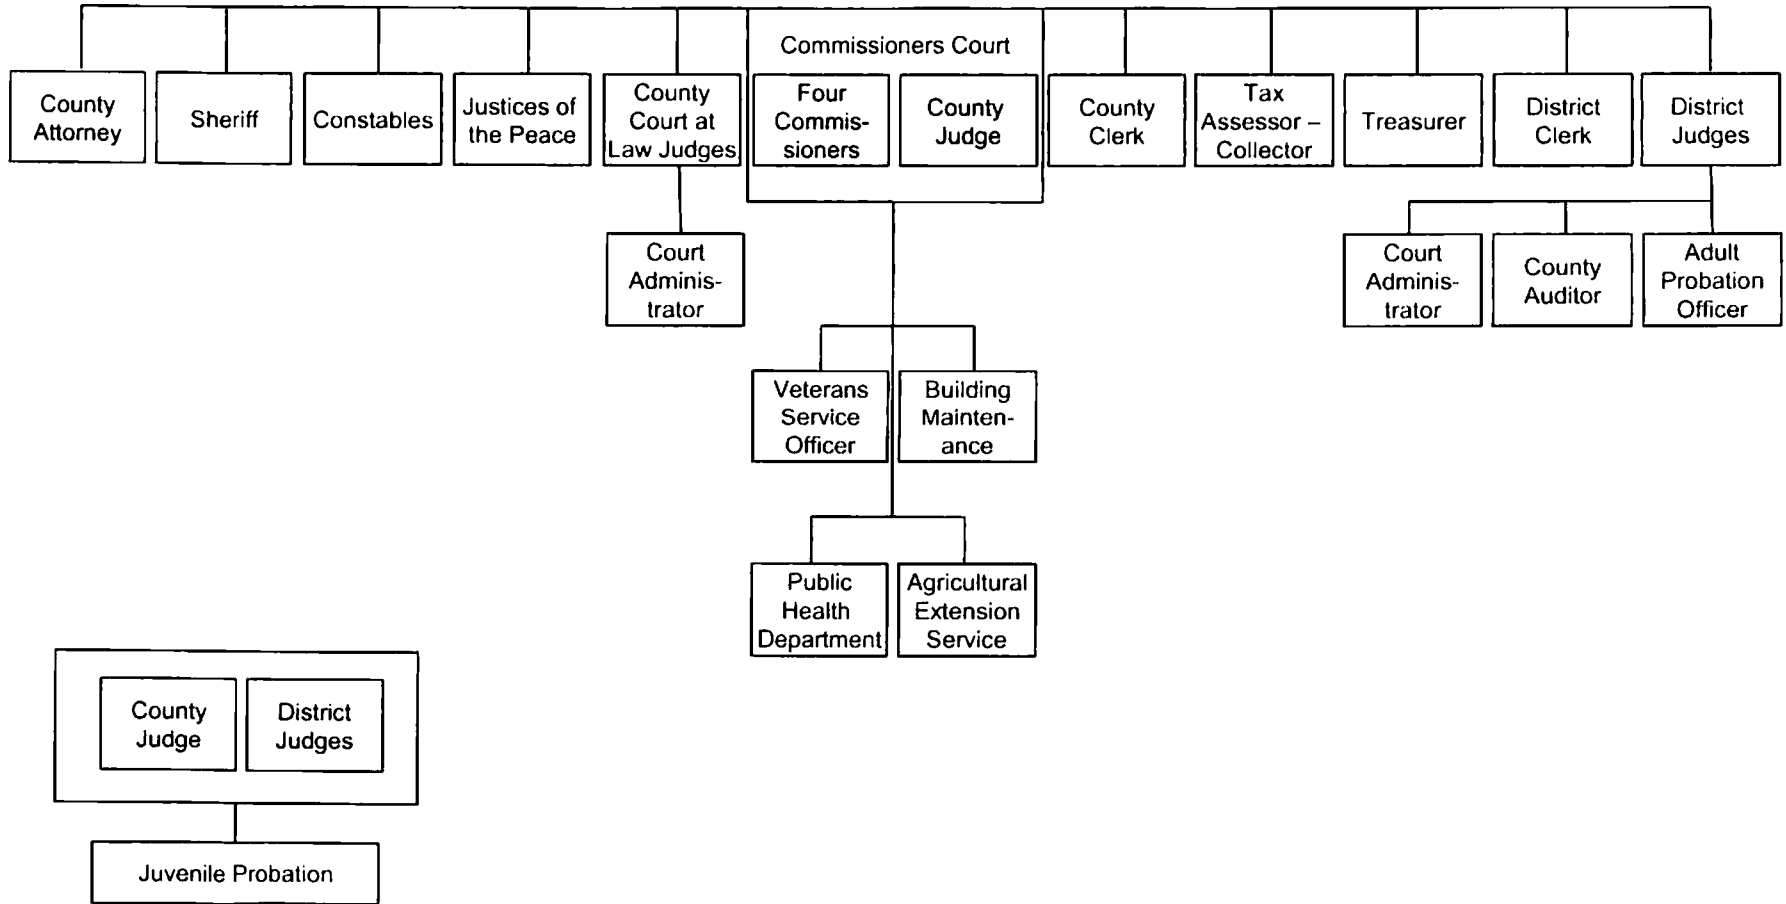 Commissioners Court
County
Attorney
Sheriff
Constables
Justices of
the Peace
County
Court at
Law Judges
Four
Commis-
sioners
County
Judge
County
Clerk
Tax
Assessor –
Collector
Treasurer
District
Clerk
District
Judges
Court
Adminis-
trator
Court
Adminis-
trator
County
Auditor
Adult
Probation
Officer
Veterans
Service
Officer
Building
Mainten-
ance
Public
Health
Department
Agricultural
Extension
Service
County
Judge
District
Judges
Juvenile Probation